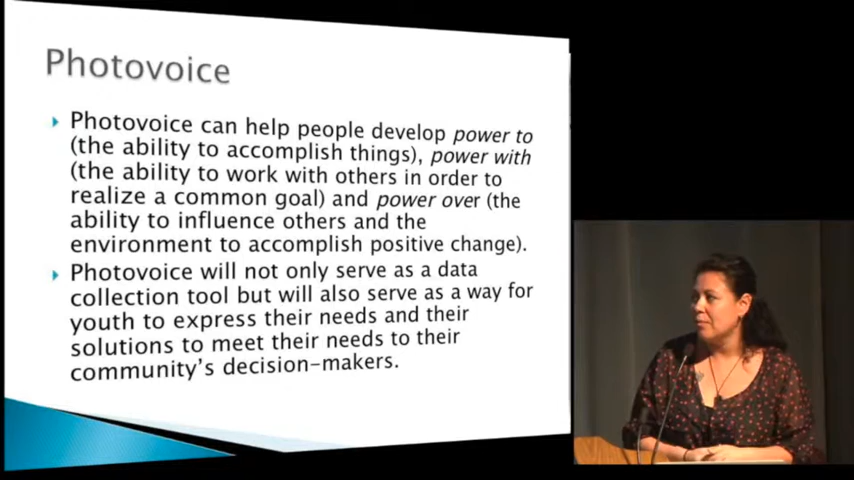 Photovoice
Photovoice can help people develop power to
(the ability to accomplish things), power with
(the ability to work with others in order to
realize a common goal) and power over (the
ability to influence others and the
environment to accomplish positive change).
Photovoice will not only serve as a data
collection tool but will also serve as a way for
youth to express their needs and their
solutions to meet their needs to their
community’s decision-makers.